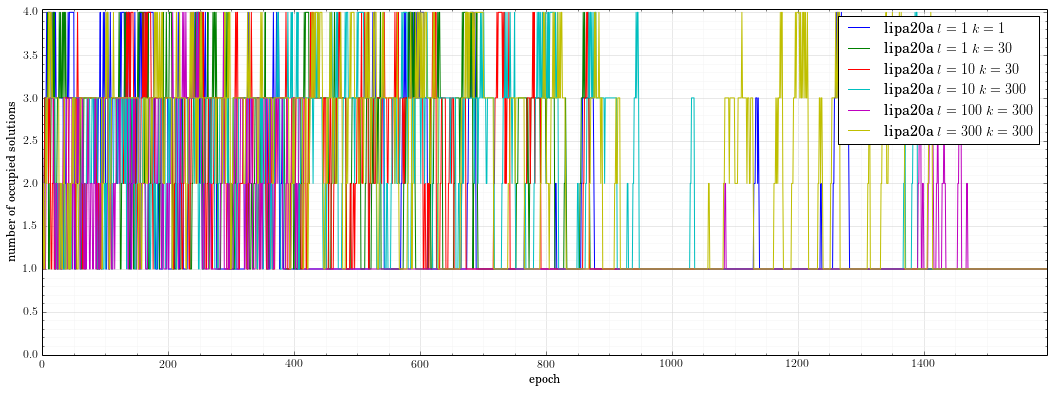 4.0
3.5
3.0
2.5
2.0
1.5
1.0
0.5
0.0
number of occupied solutions
lipa20a l = 1 k = 1
lipa20a l = 1 k = 30
lipa20a l = 10 k = 30
lipa20a l = 10 k = 300
lipa20a l = 100 k = 300
lipa20a l = 300 k = 300
0 200 400 600 800 1000 1200 1400
epoch